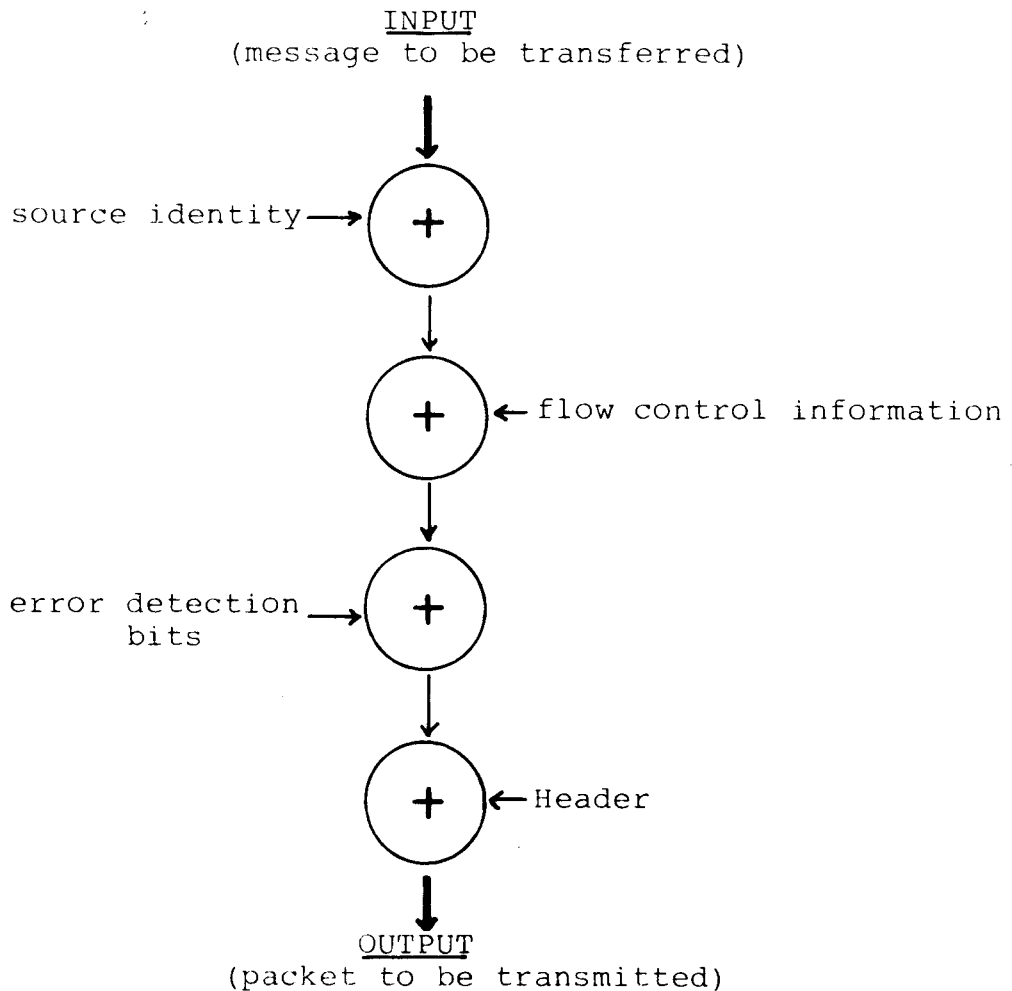 INPUT
(message to be transferred)
source identity
+
+
flow control information
error detection
bits
+
+
Header
OUTPUT
(packet to be transmitted)